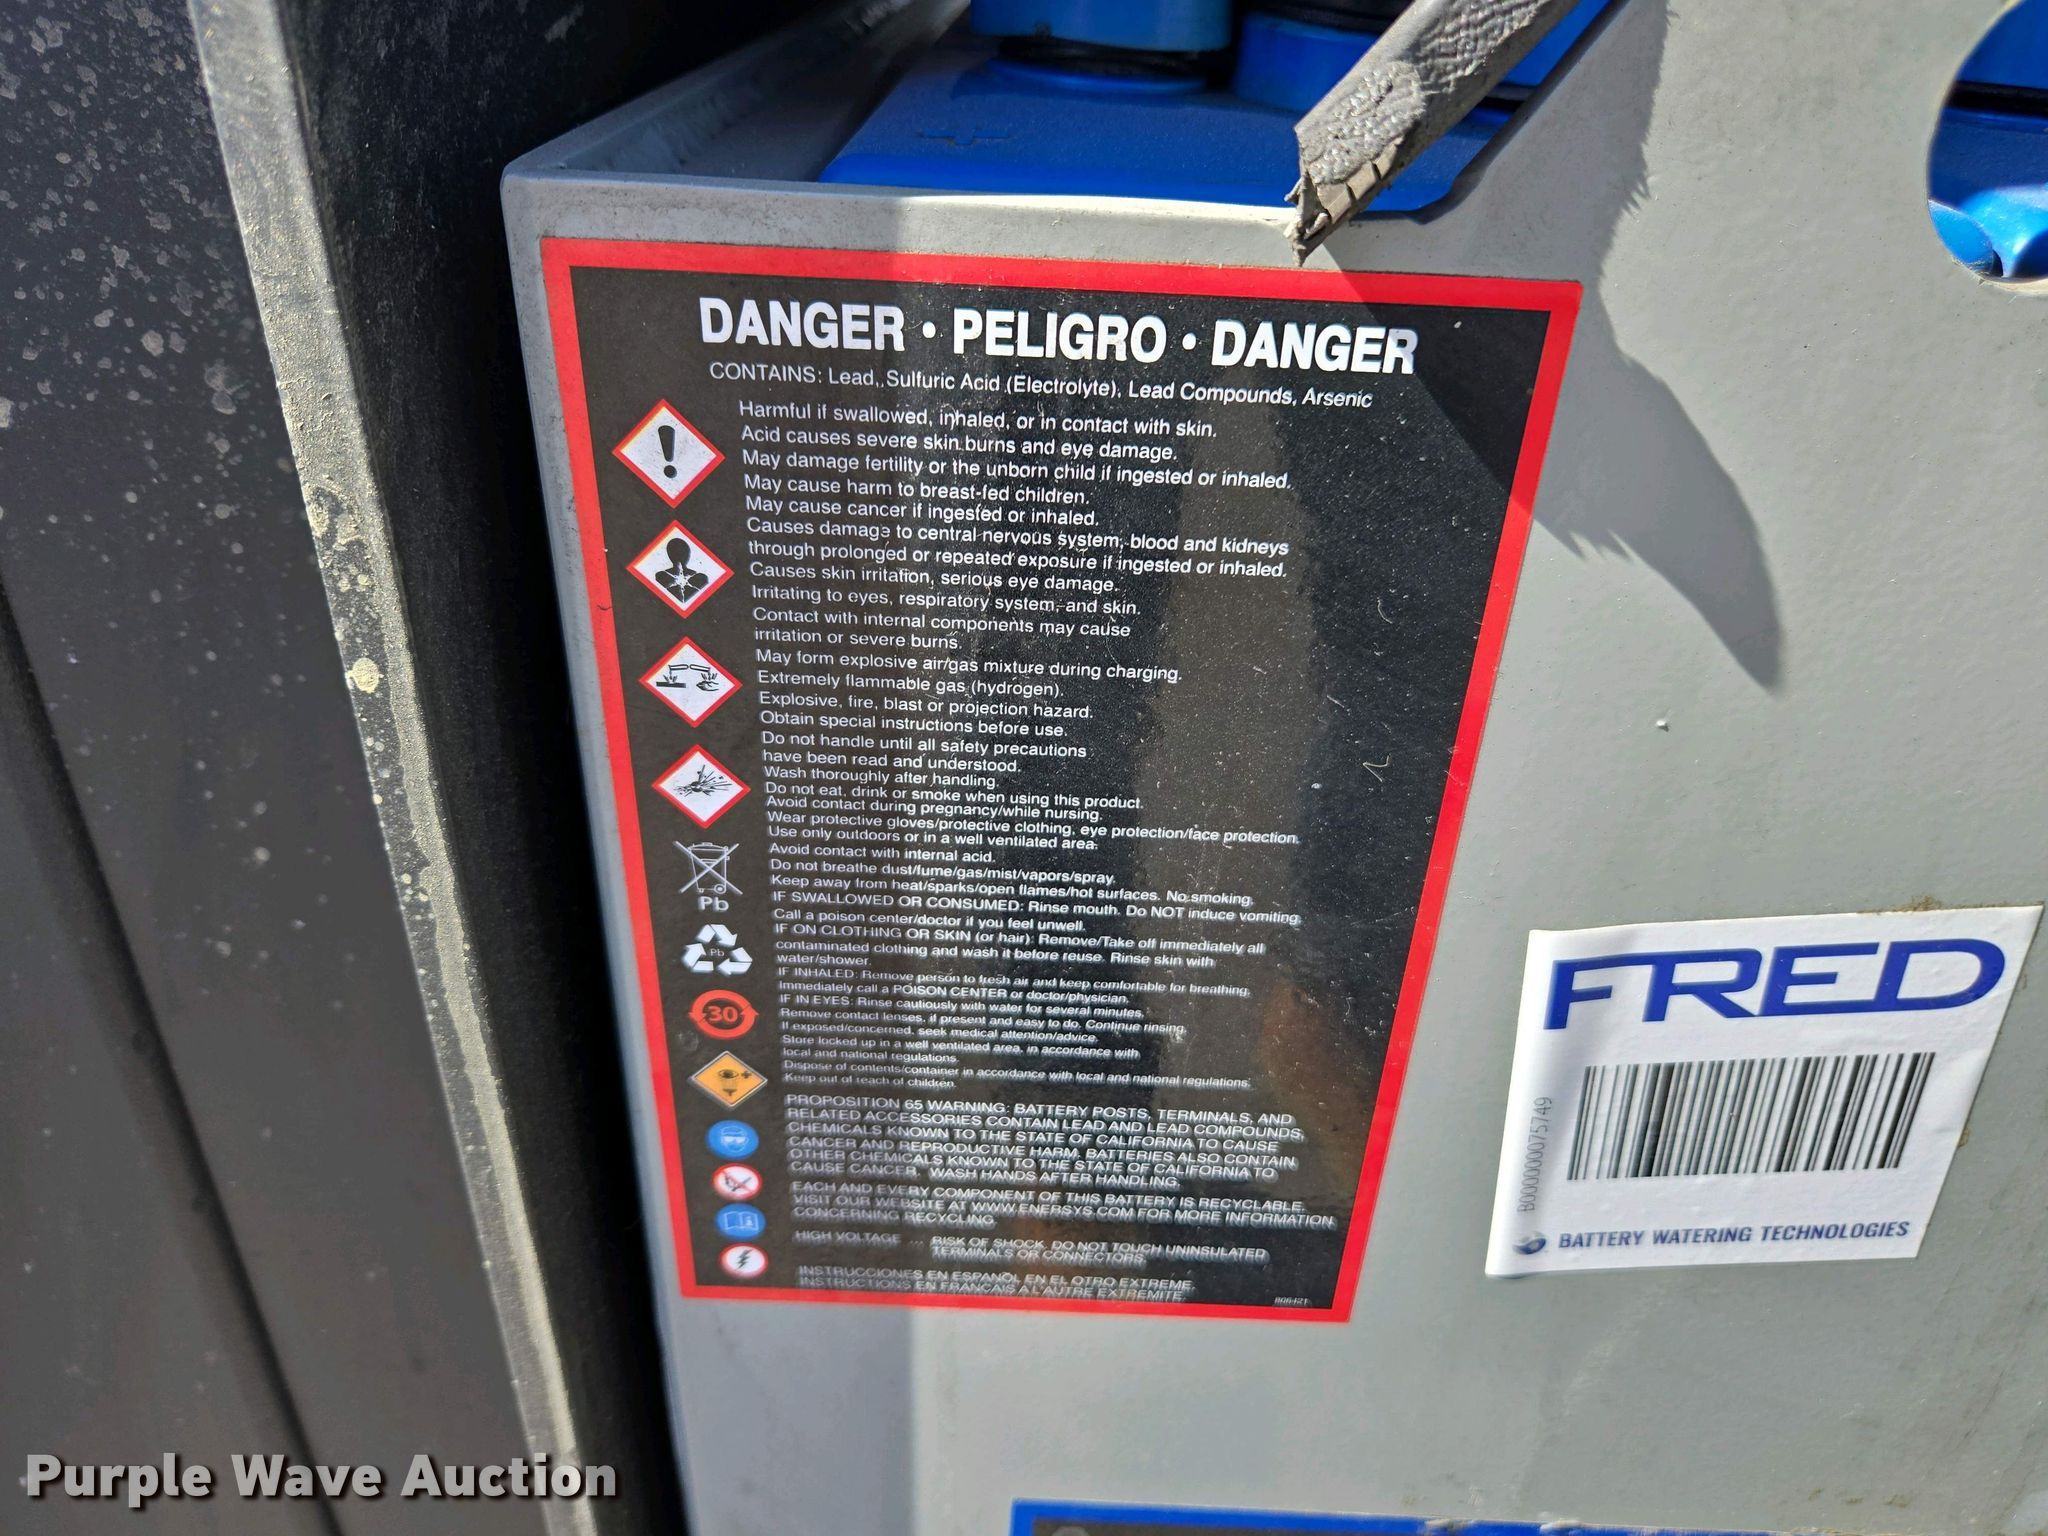 DANGER • PELIGRO • DANGER
CONTAINS: Lead, Sulfuric Acid (Electrolyte), Lead Compounds, Arsenic
Harmful if swallowed, inhaled, or in contact with skin.
Acid causes severe skin burns and eye damage.
May damage fertility or the unborn child if ingested or inhaled.
May cause harm to breast-fed children.
May cause cancer if ingested or inhaled.
Causes damage to central nervous system, blood and kidneys
through prolonged or repeated exposure if ingested or inhaled.
Causes skin irritation, serious eye damage.
Irritating to eyes, respiratory system, and skin.
Contact with internal components may cause
irritation or severe burns.
May form explosive air/gas mixture during charging.
Extremely flammable gas (hydrogen).
Explosive, fire, blast or projection hazard.
Obtain special instructions before use.
Do not handle until all safety precautions
have been read and understood.
Wash thoroughly after handling.
Do not eat, drink or smoke when using this product.
Avoid contact during pregnancy/while nursing.
Wear protective gloves/protective clothing, eye protection/face protection.
Use only outdoors or in a well ventilated area.
Avoid contact with internal acid.
Do not breathe dust/fume/gas/mist/vapors/spray.
Keep away from heat/sparks/open flames/hot surfaces. No smoking.
IF SWALLOWED OR CONSUMED: Rinse mouth. Do NOT induce vomiting.
Call a poison center/doctor if you feel unwell.
IF ON CLOTHING OR SKIN (or hair): Remove/Take off immediately all
contaminated clothing and wash it before reuse. Rinse skin with
water/shower.
IF INHALED: Remove person to fresh air and keep comfortable for breathing.
Immediately call a POISON CENTER or doctor/physician.
IF IN EYES: Rinse cautiously with water for several minutes.
Remove contact lenses, if present and easy to do. Continue rinsing.
If exposed/concerned, seek medical attention/advice.
Store locked up in a well ventilated area, in accordance with
local and national regulations.
Dispose of contents/container in accordance with local and national regulations.
Keep out of reach of children.
PROPOSITION 65 WARNING: BATTERY POSTS, TERMINALS, AND
RELATED ACCESSORIES CONTAIN LEAD AND LEAD COMPOUNDS,
CHEMICALS KNOWN TO THE STATE OF CALIFORNIA TO CAUSE
CANCER AND REPRODUCTIVE HARM. BATTERIES ALSO CONTAIN
OTHER CHEMICALS KNOWN TO THE STATE OF CALIFORNIA TO
CAUSE CANCER. WASH HANDS AFTER HANDLING.
EACH AND EVERY COMPONENT OF THIS BATTERY IS RECYCLABLE.
VISIT OUR WEBSITE AT WWW.ENERSYS.COM FOR MORE INFORMATION
CONCERNING RECYCLING.
HIGH VOLTAGE ... RISK OF SHOCK. DO NOT TOUCH UNINSULATED
TERMINALS OR CONNECTORS.
INSTRUCCIONES EN ESPAÑOL EN EL OTRO EXTREME.
INSTRUCTIONS EN FRANCAIS A L'AUTRE EXTREMITE.
806421
Pb
Pb
30
FRED
B00000000075749
BATTERY WATERING TECHNOLOGIES
Purple Wave Auction